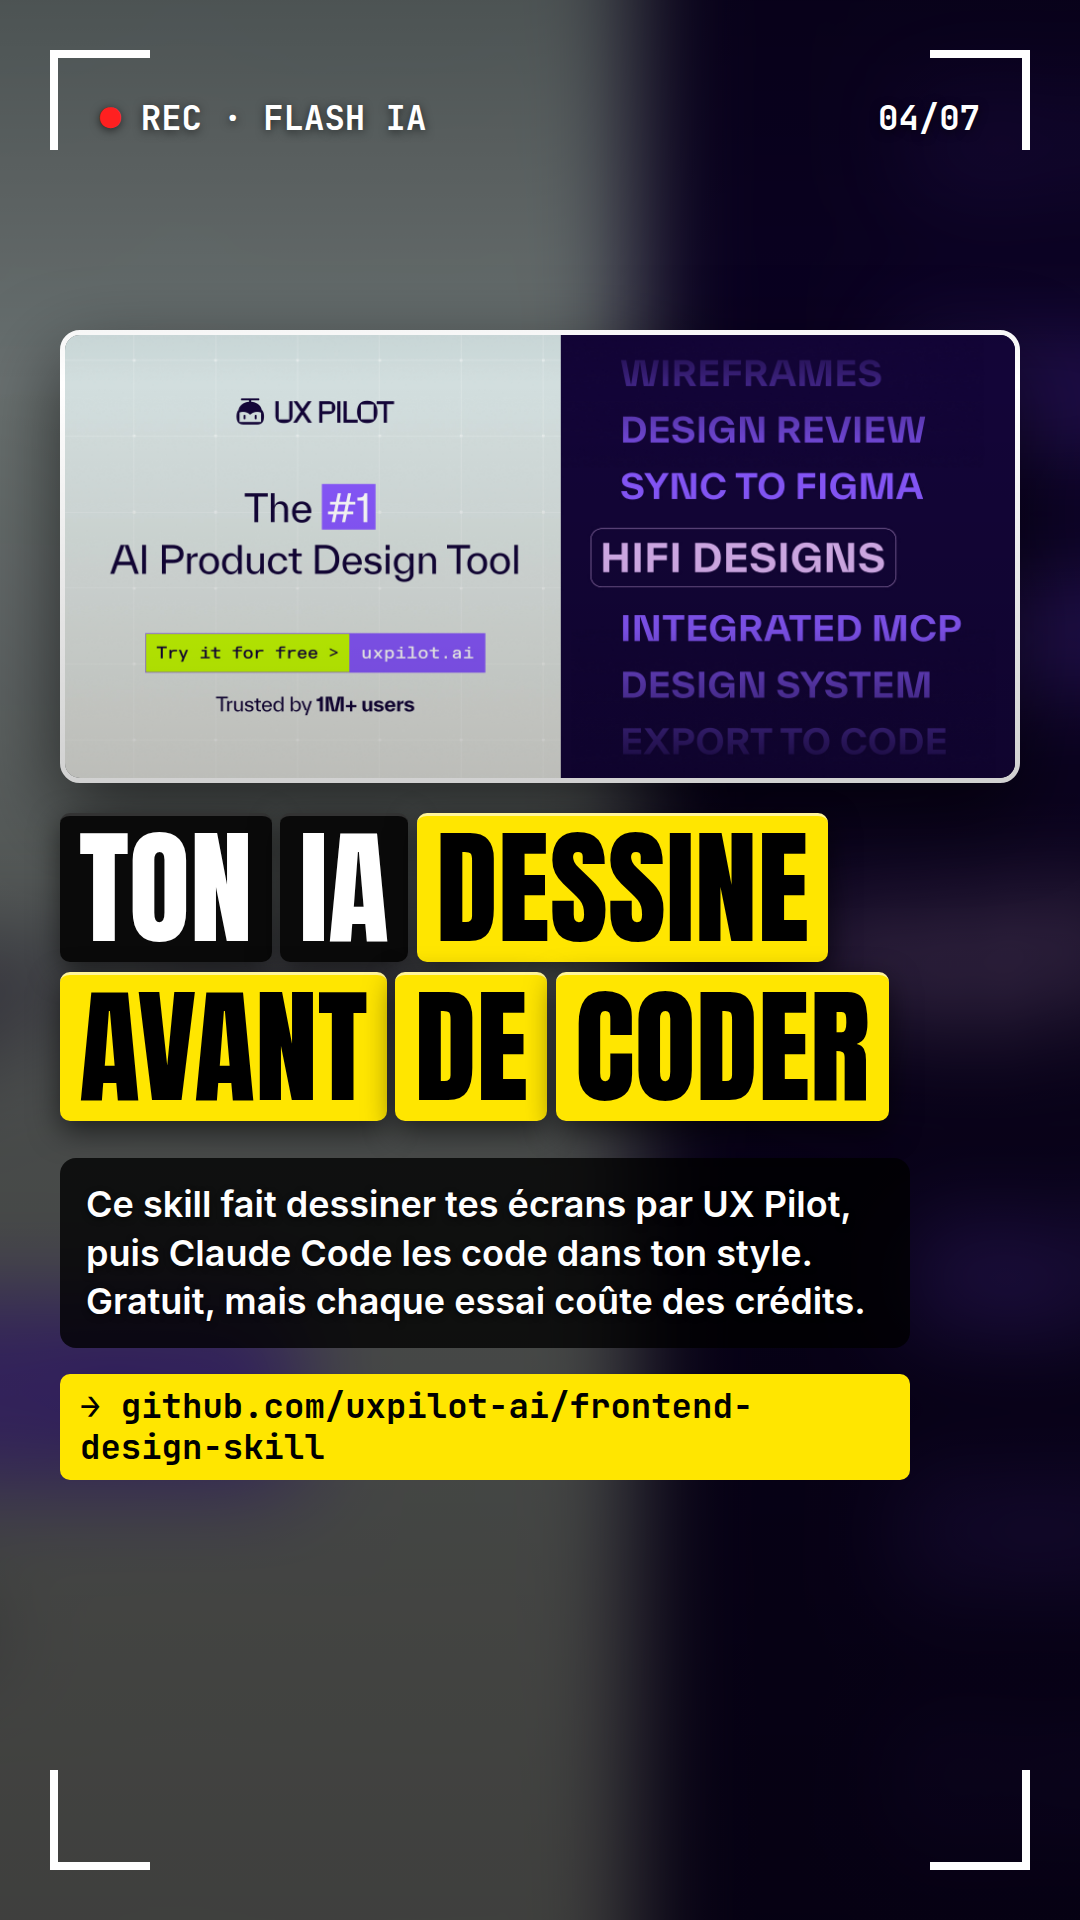 REC · FLASH IA
04/07
UX PILOT
The #1
AI Product Design Tool
Try it for free > uxpilot.ai
Trusted by 1M+ users
WIREFRAMES
DESIGN REVIEW
SYNC TO FIGMA
HIFI DESIGNS
INTEGRATED MCP
DESIGN SYSTEM
EXPORT TO CODE
TON IA DESSINE
AVANT DE CODER
Ce skill fait dessiner tes écrans par UX Pilot,
puis Claude Code les code dans ton style.
Gratuit, mais chaque essai coûte des crédits.
→ github.com/uxpilot-ai/frontend-
design-skill